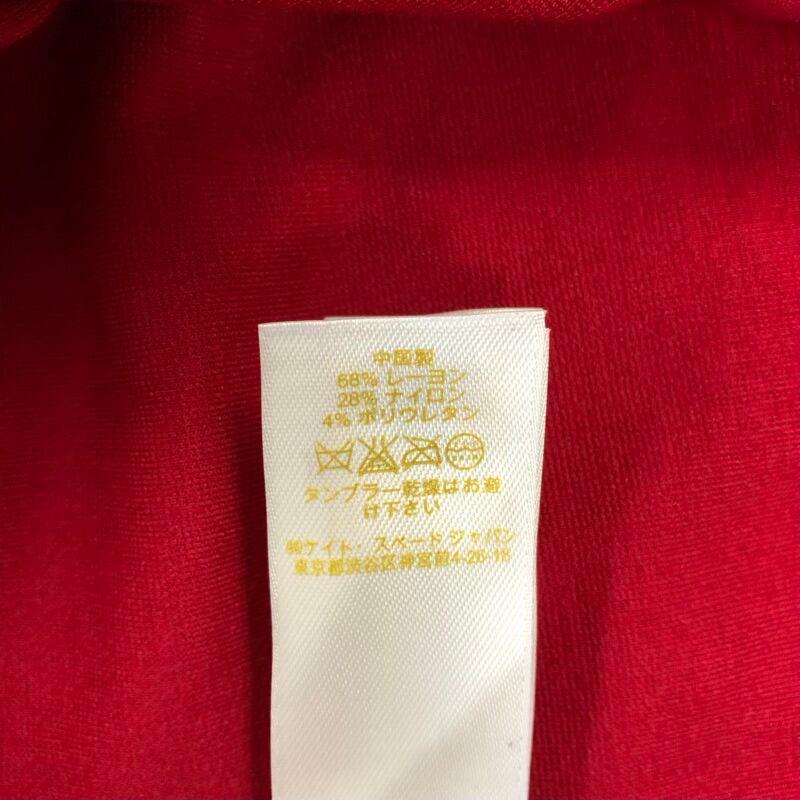 中国製
68% レーヨン
28% ナイロン
4% ポリウレタン
タンブラー乾燥はお避
け下さい
㈱ケイト・スペード ジャパン
東京都渋谷区神宮前4-26-18